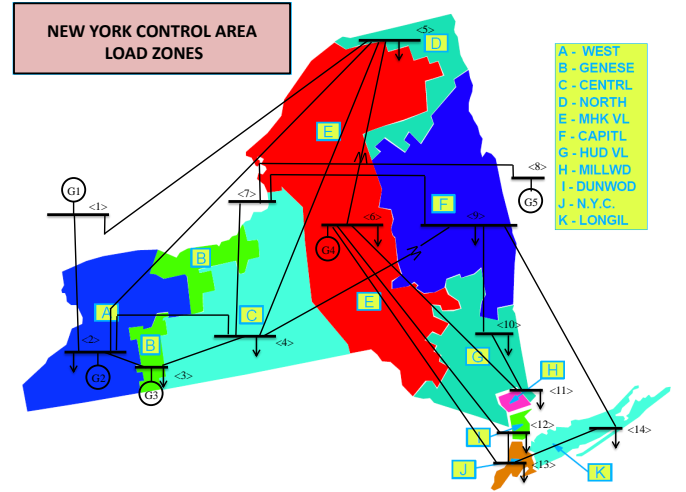 NEW YORK CONTROL AREA
LOAD ZONES
A - WEST
B - GENESE
C - CENTRL
D - NORTH
E - MHK VL
F - CAPITL
G - HUD VL
H - MILLWD
I - DUNWOD
J - N.Y.C.
K - LONGIL
<5>
D
E
<8>
G1
<7>
G5
<1>
F
<6>
<9>
G4
B
A
C
E
<10>
<2>
B
<4>
G
H
G2
<3>
G3
<11>
I
<12>
<14>
J
<13>
K